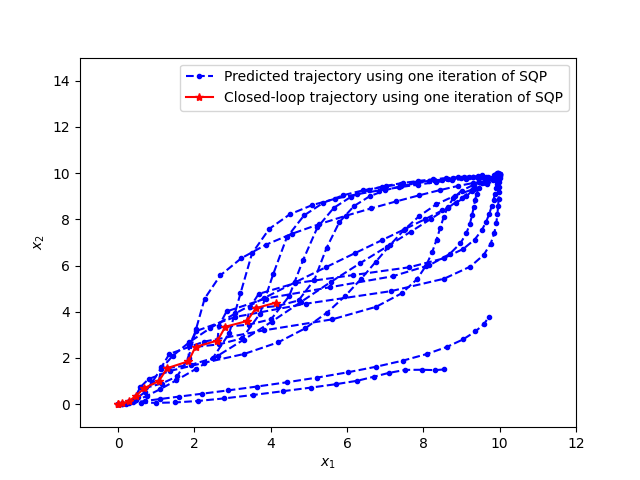 Predicted trajectory using one iteration of SQP
Closed-loop trajectory using one iteration of SQP
14
12
10
8
6
4
2
0
x₂
0 2 4 6 8 10 12
x₁